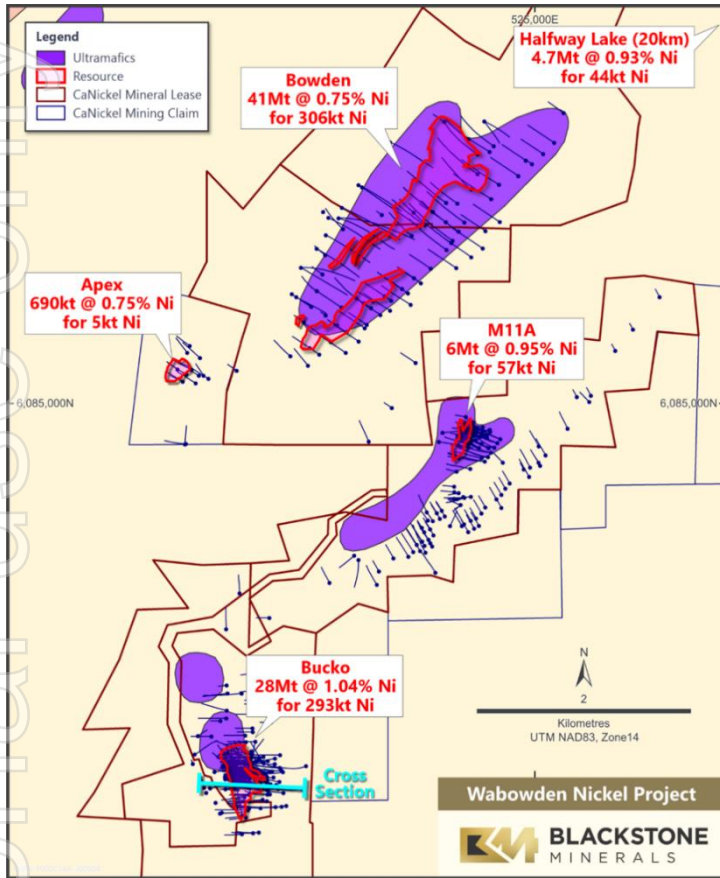 525,000E
Legend
Ultramafics
Resource
CaNickel Mineral Lease
CaNickel Mining Claim
Halfway Lake (20km)
4.7Mt @ 0.93% Ni
for 44kt Ni
Bowden
41Mt @ 0.75% Ni
for 306kt Ni
Apex
690kt @ 0.75% Ni
for 5kt Ni
M11A
6Mt @ 0.95% Ni
for 57kt Ni
6,085,000N
6,085,000N
Bucko
28Mt @ 1.04% Ni
for 293kt Ni
Cross
Section
N
2
Kilometres
UTM NAD83, Zone14
Wabowden Nickel Project
BLACKSTONE
MINERALS